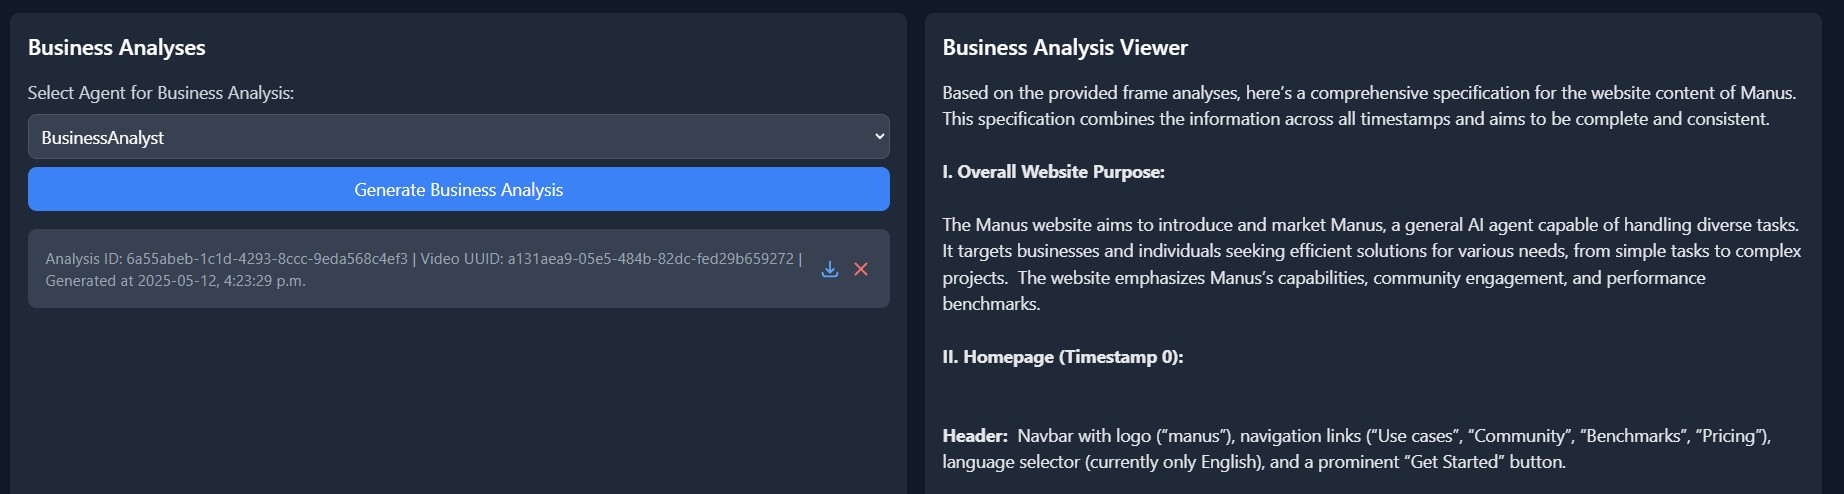 Business Analyses
Select Agent for Business Analysis:
BusinessAnalyst
Generate Business Analysis
Analysis ID: 6a55abeb-1c1d-4293-8ccc-9eda568c4ef3 | Video UUID: a131aea9-05e5-484b-82dc-fed29b659272 |
Generated at 2025-05-12, 4:23:29 p.m.
Business Analysis Viewer
Based on the provided frame analyses, here’s a comprehensive specification for the website content of Manus.
This specification combines the information across all timestamps and aims to be complete and consistent.
I. Overall Website Purpose:
The Manus website aims to introduce and market Manus, a general AI agent capable of handling diverse tasks.
It targets businesses and individuals seeking efficient solutions for various needs, from simple tasks to complex
projects.  The website emphasizes Manus’s capabilities, community engagement, and performance
benchmarks.
II. Homepage (Timestamp 0):
Header:  Navbar with logo (“manus”), navigation links (“Use cases”, “Community”, “Benchmarks”, “Pricing”),
language selector (currently only English), and a prominent “Get Started” button.